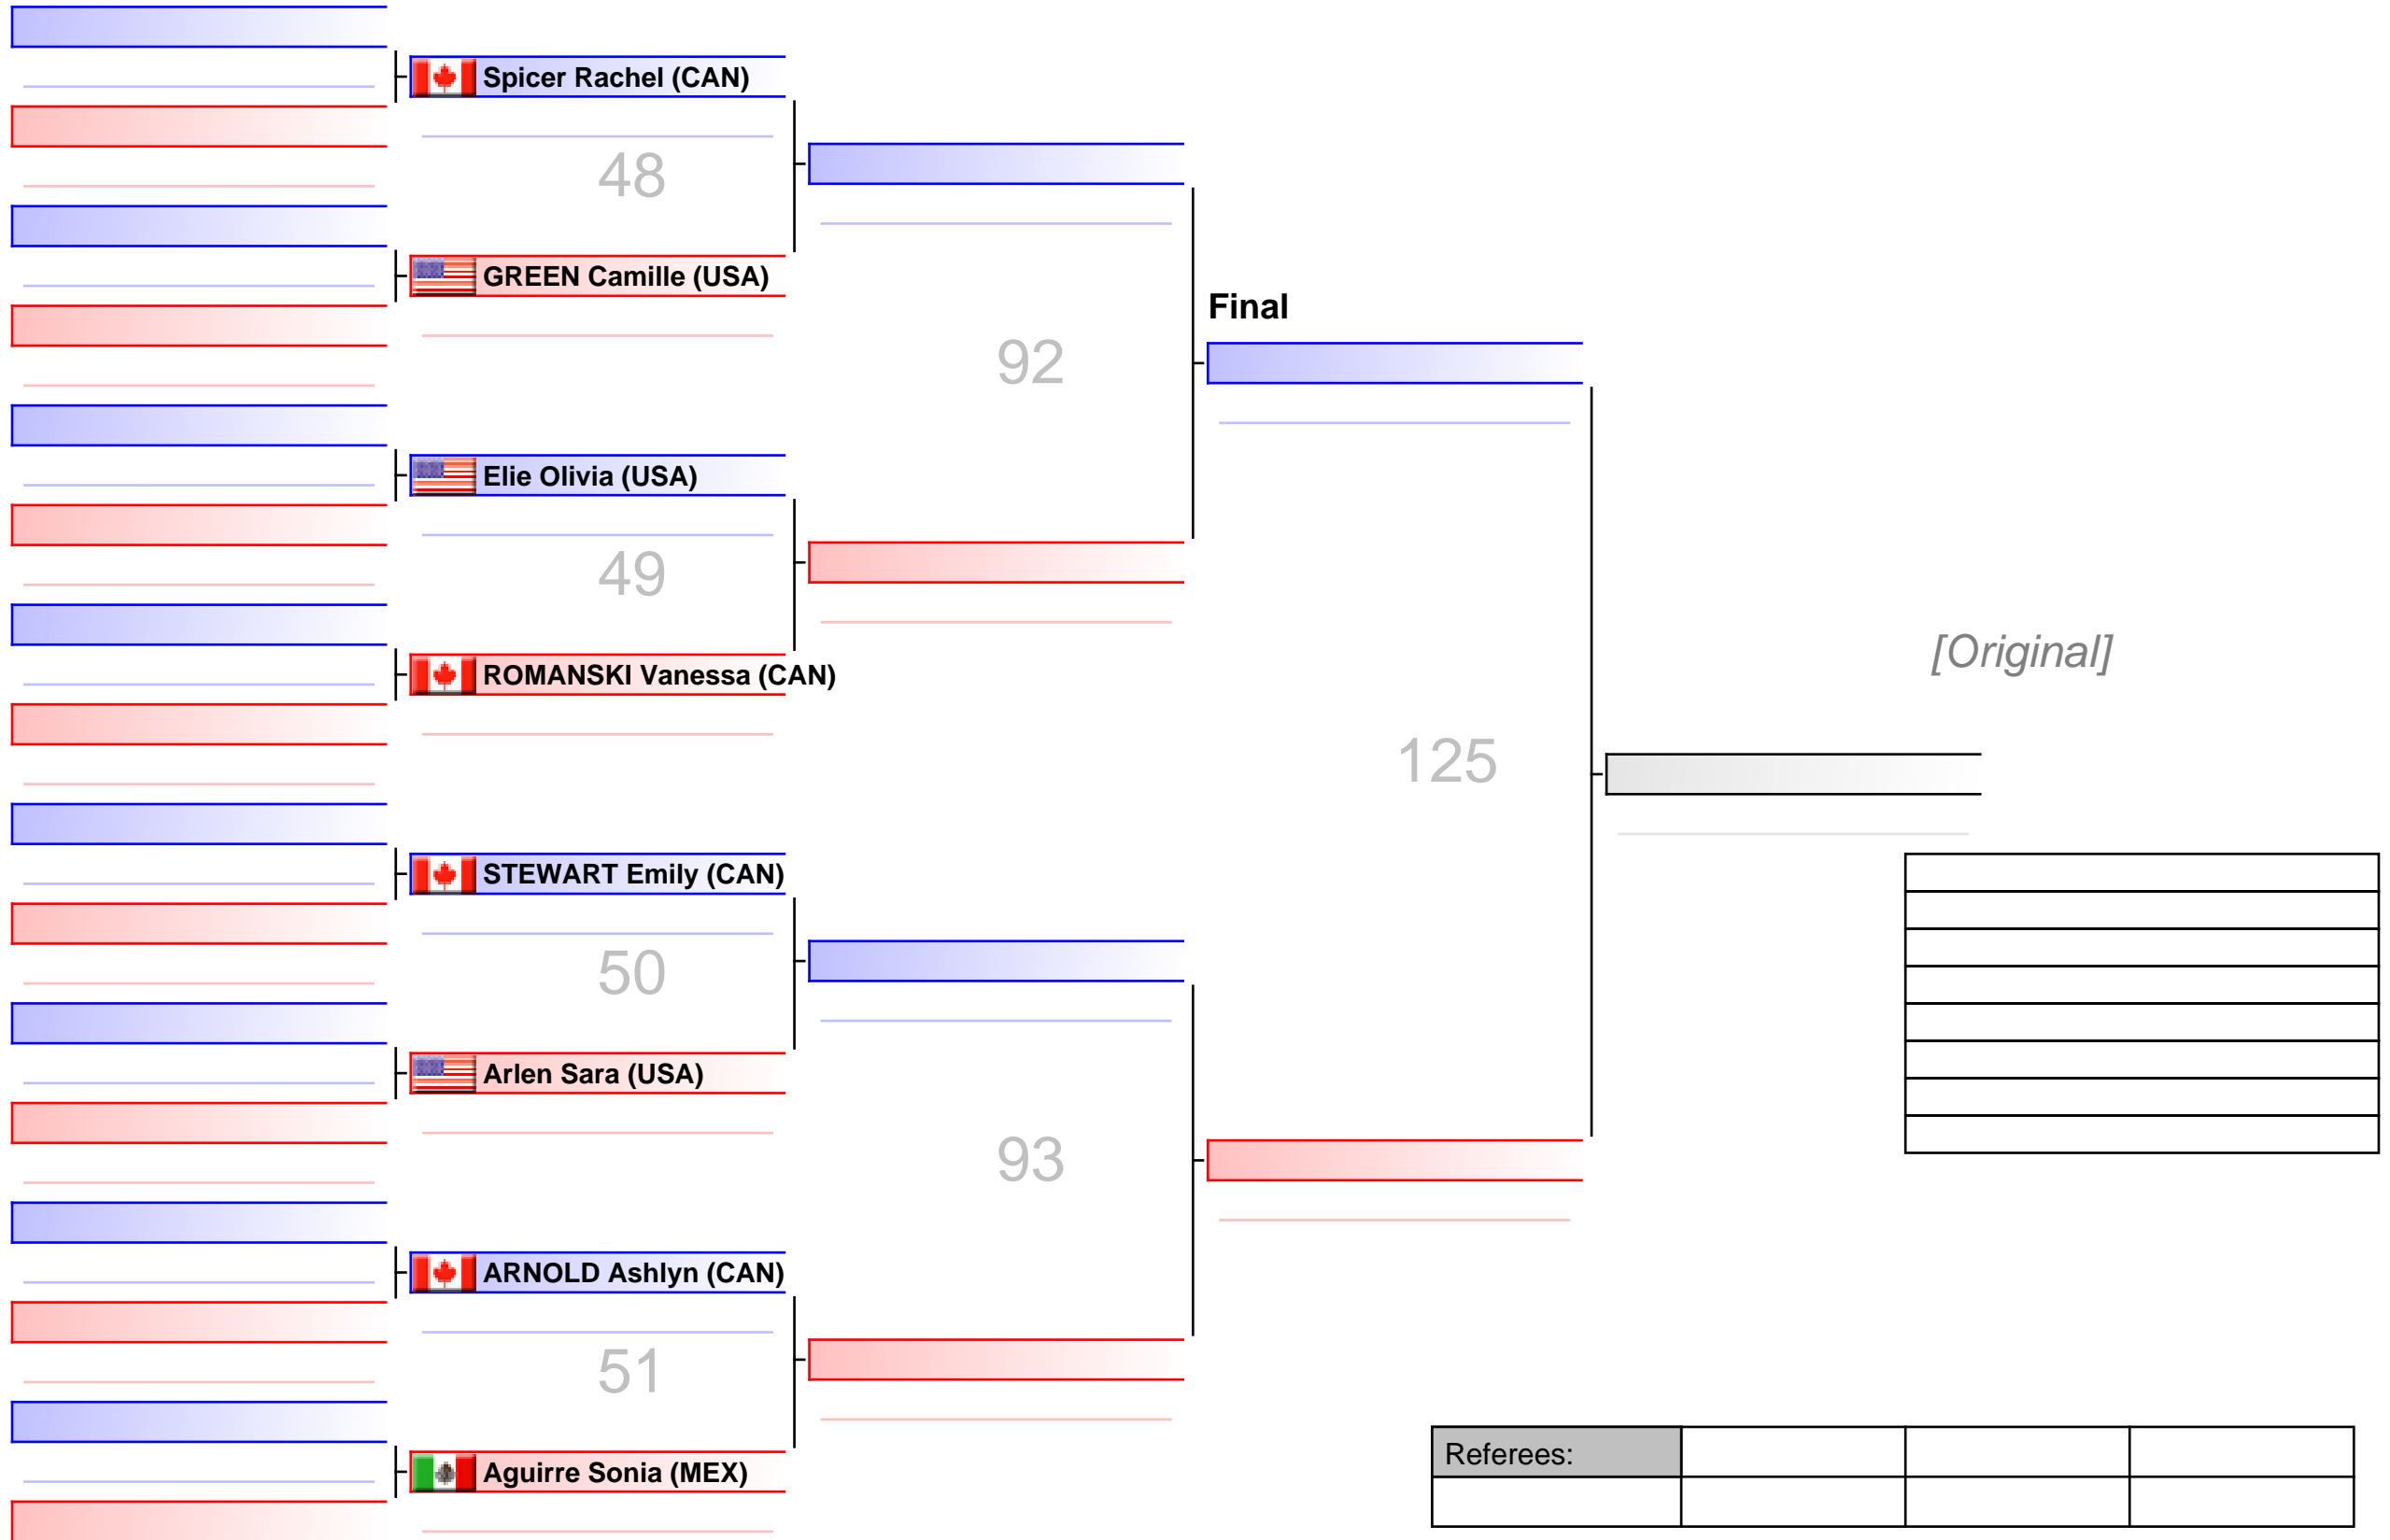 Spicer Rachel (CAN)
48
GREEN Camille (USA)
Final
92
Elie Olivia (USA)
49
ROMANSKI Vanessa (CAN)
[Original]
125
STEWART Emily (CAN)
50
Arlen Sara (USA)
93
ARNOLD Ashlyn (CAN)
51
Aguirre Sonia (MEX)
Referees: